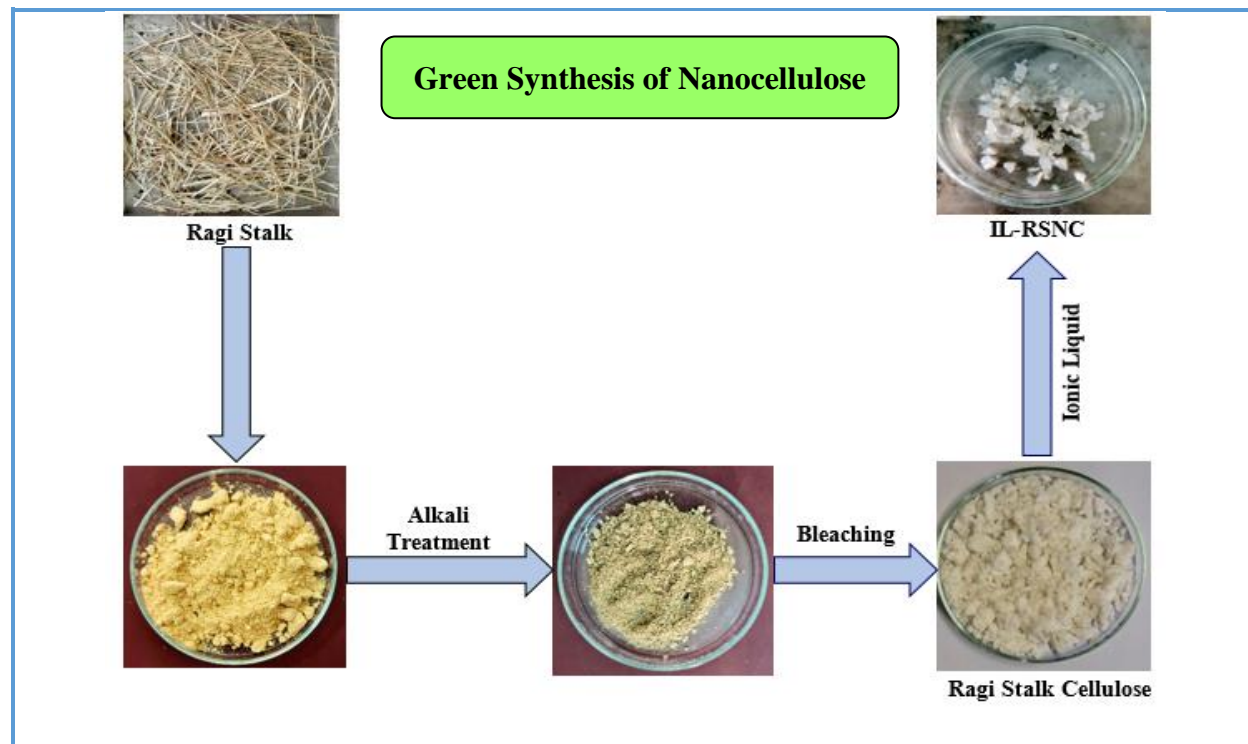 Green Synthesis of Nanocellulose
Ragi Stalk
IL-RSNC
Ionic Liquid
Alkali
Treatment
Bleaching
Ragi Stalk Cellulose